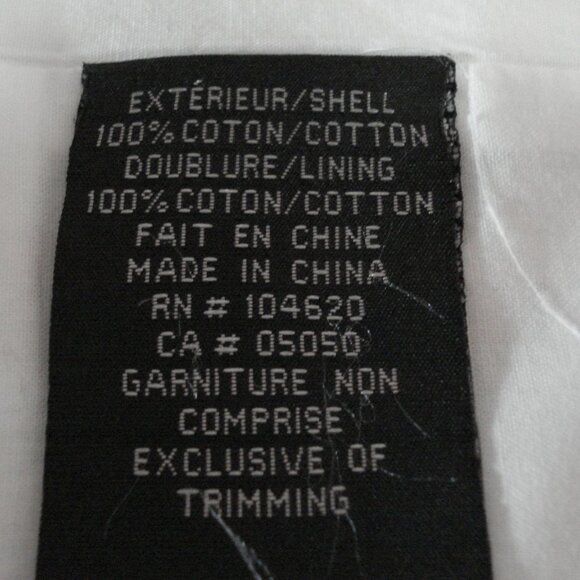 EXTÉRIEUR/SHELL
100% COTON/COTTON
DOUBLURE/LINING
100% COTON/COTTON
FAIT EN CHINE
MADE IN CHINA
RN # 104620
CA # 05050
GARNITURE NON
COMPRISE
EXCLUSIVE OF
TRIMMING